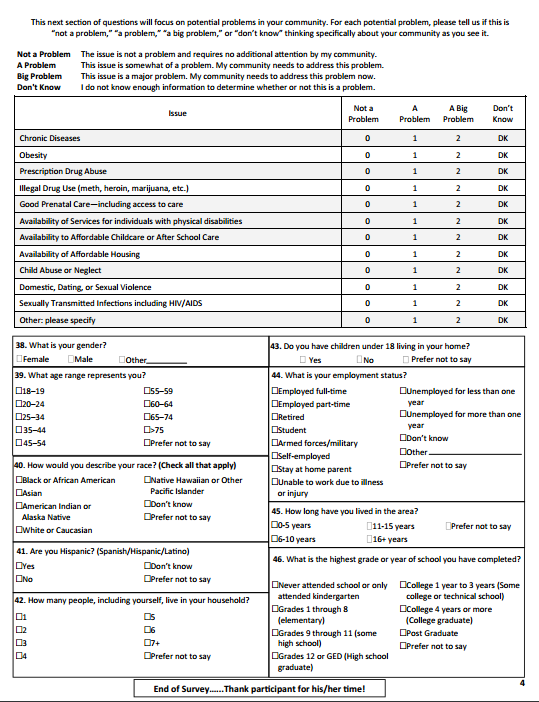 This next section of questions will focus on potential problems in your community. For each potential problem, please tell us if this is
"not a problem," "a problem," "a big problem," or "don't know" thinking specifically about your community as you see it.
Not a Problem The issue is not a problem and requires no additional attention by my community.
A Problem This issue is somewhat of a problem. My community needs to address this problem.
Big Problem This issue is a major problem. My community needs to address this problem now.
Don't Know I do not know enough information to determine whether or not this is a problem.
Issue Not a Problem A Problem A Big Problem Don't Know
Chronic Diseases 0 1 2 DK
Obesity 0 1 2 DK
Prescription Drug Abuse 0 1 2 DK
Illegal Drug Use (meth, heroin, marijuana, etc.) 0 1 2 DK
Good Prenatal Care—including access to care 0 1 2 DK
Availability of Services for individuals with physical disabilities 0 1 2 DK
Availability to Affordable Childcare or After School Care 0 1 2 DK
Availability of Affordable Housing 0 1 2 DK
Child Abuse or Neglect 0 1 2 DK
Domestic, Dating, or Sexual Violence 0 1 2 DK
Sexually Transmitted Infections including HIV/AIDS 0 1 2 DK
Other: please specify 0 1 2 DK
38. What is your gender?
☐Female ☐Male ☐Other________
39. What age range represents you?
☐18–19 ☐55–59
☐20–24 ☐60–64
☐25–34 ☐65–74
☐35–44 ☐>75
☐45–54 ☐Prefer not to say
40. How would you describe your race? (Check all that apply)
☐Black or African American
☐Asian
☐American Indian or
Alaska Native
☐White or Caucasian
☐Native Hawaiian or Other
Pacific Islander
☐Don't know
☐Prefer not to say
41. Are you Hispanic? (Spanish/Hispanic/Latino)
☐Yes ☐Don't know
☐No ☐Prefer not to say
42. How many people, including yourself, live in your household?
☐1 ☐5
☐2 ☐6
☐3 ☐7+
☐4 ☐Prefer not to say
43. Do you have children under 18 living in your home?
☐ Yes ☐No ☐ Prefer not to say
44. What is your employment status?
☐Employed full-time
☐Employed part-time
☐Retired
☐Student
☐Armed forces/military
☐Self-employed
☐Stay at home parent
☐Unable to work due to illness
or injury
☐Unemployed for less than one
year
☐Unemployed for more than one
year
☐Don't know
☐Other________
☐Prefer not to say
45. How long have you lived in the area?
☐0-5 years ☐11-15 years ☐Prefer not to say
☐6-10 years ☐16+ years
46. What is the highest grade or year of school you have completed?
☐Never attended school or only
attended kindergarten
☐Grades 1 through 8
(elementary)
☐Grades 9 through 11 (some
high school)
☐Grades 12 or GED (High school
graduate)
☐College 1 year to 3 years (Some
college or technical school)
☐College 4 years or more
(College graduate)
☐Post Graduate
☐Prefer not to say
4
End of Survey......Thank participant for his/her time!